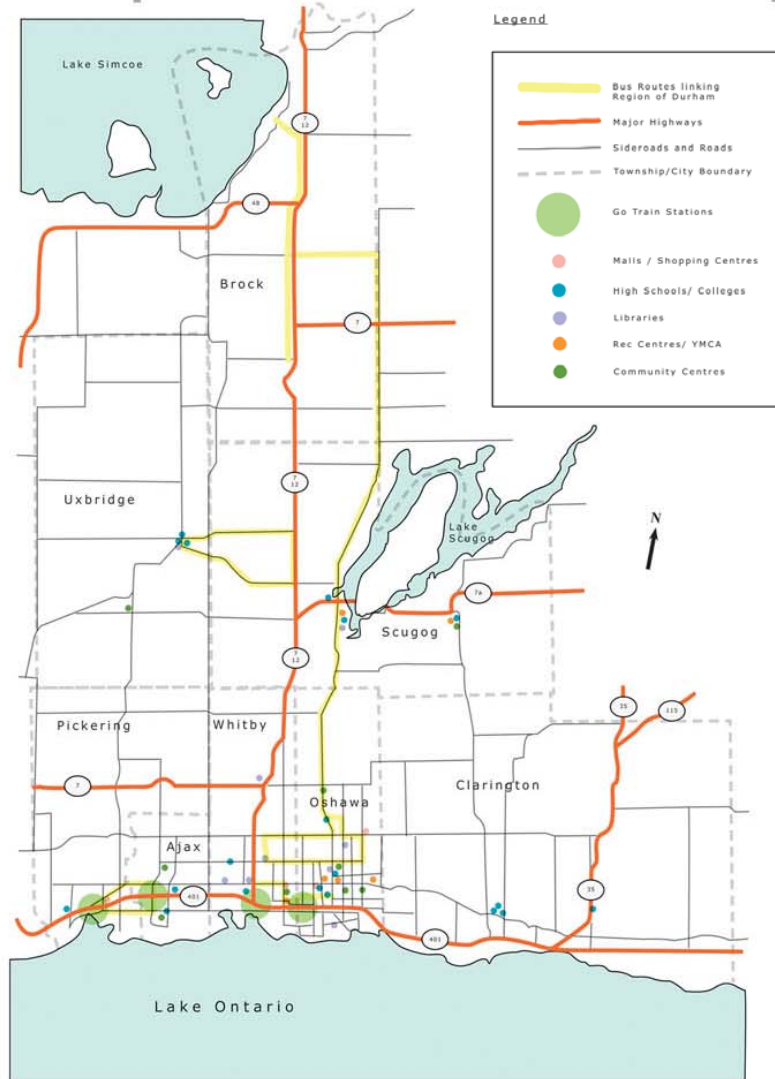 Legend
Bus Routes linking
Region of Durham
Major Highways
Sideroads and Roads
Township/City Boundary
Go Train Stations
Malls / Shopping Centres
High Schools/ Colleges
Libraries
Rec Centres/ YMCA
Community Centres
Lake Simcoe
7
12
48
Brock
7
7
12
Uxbridge
Lake
Scugog
N
7a
Scugog
7
12
35
115
Pickering
Whitby
7
Clarington
Oshawa
Ajax
401
35
401
Lake Ontario